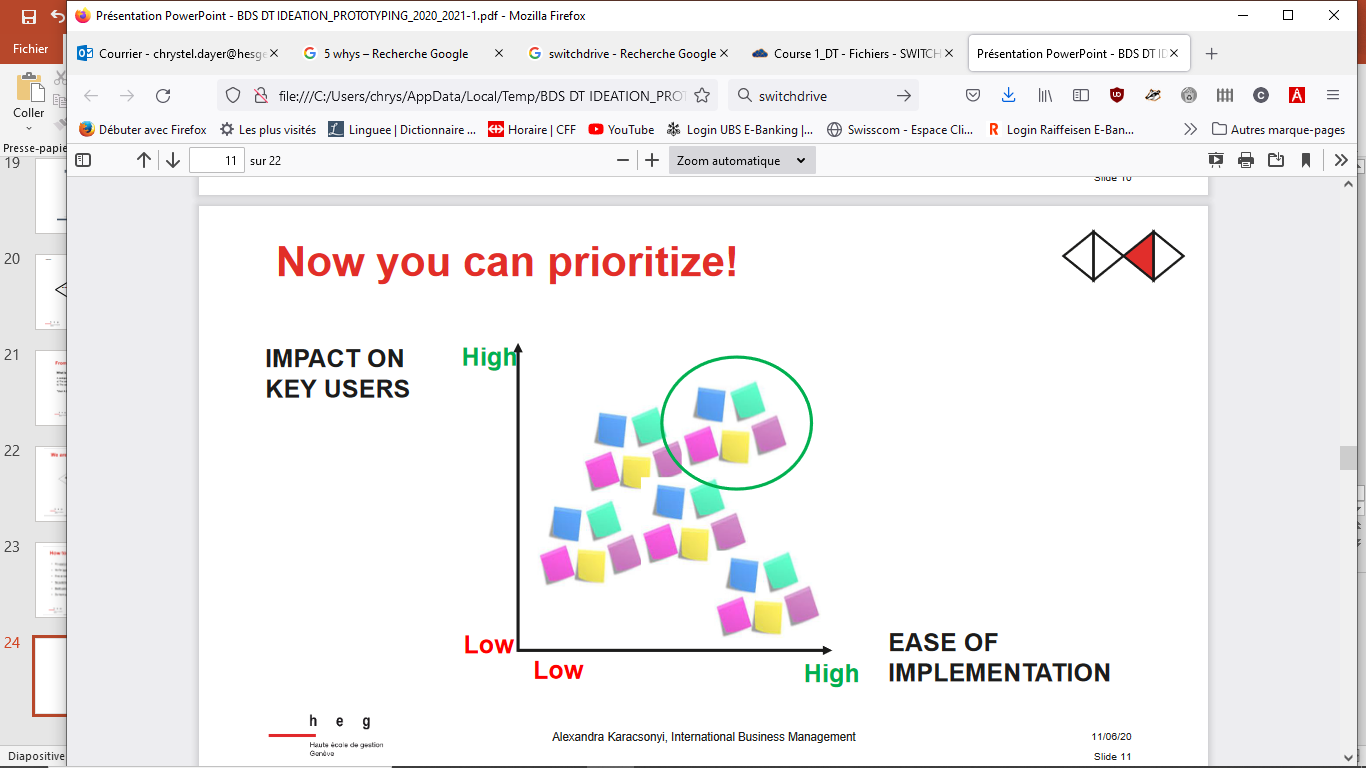 Présentation PowerPoint - BDS DT IDEATION_PROTOTYPING_2020_2021-1.pdf - Mozilla Firefox
Fichier
Courrier - chrystel.dayer@hesge
5 whys – Recherche Google
switchdrive - Recherche Google
Course 1_DT - Fichiers - SWITCH
Présentation PowerPoint - BDS DT ID
file:///C:/Users/chrys/AppData/Local/Temp/BDS DT IDEATION_PROT
switchdrive
Coller
Débuter avec Firefox
Les plus visités
Linguee | Dictionnaire ...
Horaire | CFF
YouTube
Login UBS E-Banking |...
Swisscom - Espace Cli...
Login Raiffeisen E-Ban...
Autres marque-pages
Presse-papie
11 sur 22
Zoom automatique
19
20
21
22
23
24
Slide 10
Now you can prioritize!
IMPACT ON
KEY USERS
High
Low
Low
High
EASE OF
IMPLEMENTATION
h e g
Haute école de gestion
Genève
Alexandra Karacsonyi, International Business Management
11/06/20
Slide 11
Diapositive